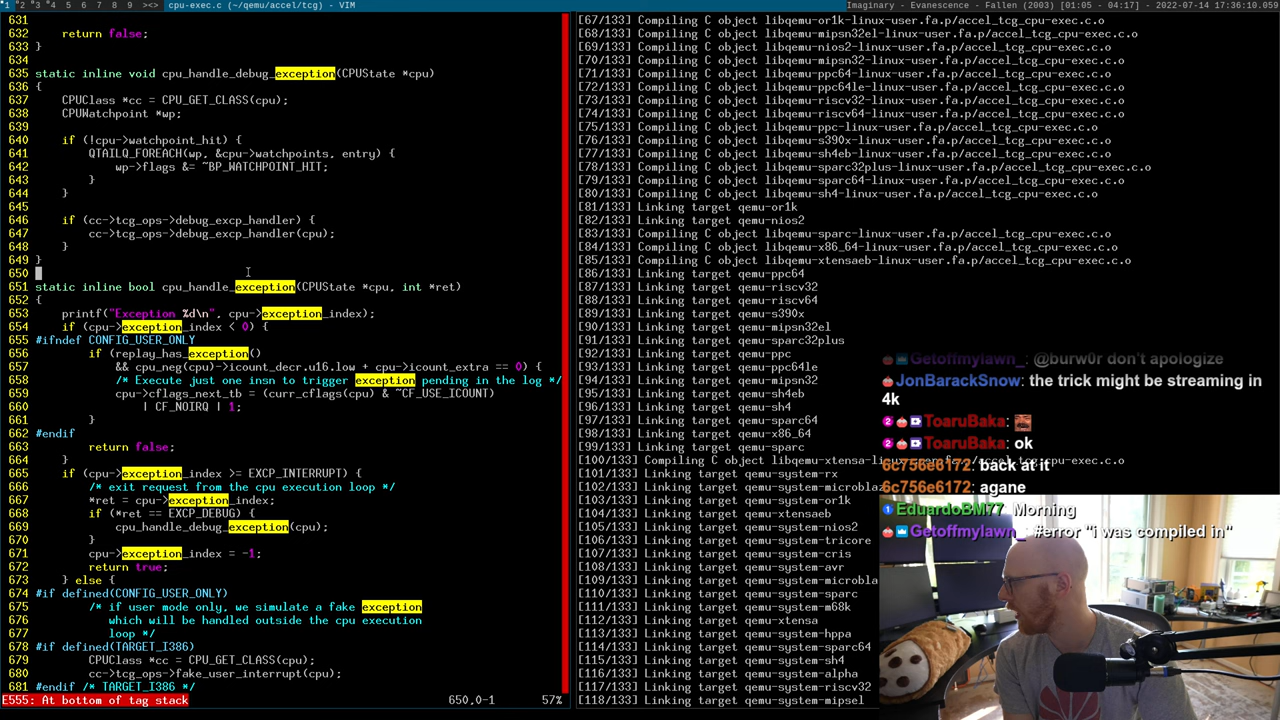 1 2 3 4 5 6 7 8 9 ><> cpu-exec.c (~/qemu/accel/tcg) - VIM
Imaginary - Evanescence - Fallen (2003) [01:05 - 04:17] - 2022-07-14 17:36:10.059
631
632     return false;
633 }
634
635 static inline void cpu_handle_debug_exception(CPUState *cpu)
636 {
637     CPUClass *cc = CPU_GET_CLASS(cpu);
638     CPUWatchpoint *wp;
639
640     if (!cpu->watchpoint_hit) {
641         QTAILQ_FOREACH(wp, &cpu->watchpoints, entry) {
642             wp->flags &= ~BP_WATCHPOINT_HIT;
643         }
644     }
645
646     if (cc->tcg_ops->debug_excp_handler) {
647         cc->tcg_ops->debug_excp_handler(cpu);
648     }
649 }
650
651 static inline bool cpu_handle_exception(CPUState *cpu, int *ret)
652 {
653     printf("Exception %d\n", cpu->exception_index);
654     if (cpu->exception_index < 0) {
655 #ifndef CONFIG_USER_ONLY
656         if (replay_has_exception()
657             && cpu_neg(cpu)->icount_decr.u16.low + cpu->icount_extra == 0) {
658             /* Execute just one insn to trigger exception pending in the log */
659             cpu->cflags_next_tb = (curr_cflags(cpu) & ~CF_USE_ICOUNT)
660                 | CF_NOIRQ | 1;
661         }
662 #endif
663         return false;
664     }
665     if (cpu->exception_index >= EXCP_INTERRUPT) {
666         /* exit request from the cpu execution loop */
667         *ret = cpu->exception_index;
668         if (*ret == EXCP_DEBUG) {
669             cpu_handle_debug_exception(cpu);
670         }
671         cpu->exception_index = -1;
672         return true;
673     } else {
674 #if defined(CONFIG_USER_ONLY)
675         /* if user mode only, we simulate a fake exception
676            which will be handled outside the cpu execution
677            loop */
678 #if defined(TARGET_I386)
679         CPUClass *cc = CPU_GET_CLASS(cpu);
680         cc->tcg_ops->fake_user_interrupt(cpu);
681 #endif /* TARGET_I386 */
E555: At bottom of tag stack 650,0-1 57%
[67/133] Compiling C object libqemu-or1k-linux-user.fa.p/accel_tcg_cpu-exec.c.o
[68/133] Compiling C object libqemu-mipsn32el-linux-user.fa.p/accel_tcg_cpu-exec.c.o
[69/133] Compiling C object libqemu-nios2-linux-user.fa.p/accel_tcg_cpu-exec.c.o
[70/133] Compiling C object libqemu-mipsn32-linux-user.fa.p/accel_tcg_cpu-exec.c.o
[71/133] Compiling C object libqemu-ppc64-linux-user.fa.p/accel_tcg_cpu-exec.c.o
[72/133] Compiling C object libqemu-ppc64le-linux-user.fa.p/accel_tcg_cpu-exec.c.o
[73/133] Compiling C object libqemu-riscv32-linux-user.fa.p/accel_tcg_cpu-exec.c.o
[74/133] Compiling C object libqemu-riscv64-linux-user.fa.p/accel_tcg_cpu-exec.c.o
[75/133] Compiling C object libqemu-ppc-linux-user.fa.p/accel_tcg_cpu-exec.c.o
[76/133] Compiling C object libqemu-s390x-linux-user.fa.p/accel_tcg_cpu-exec.c.o
[77/133] Compiling C object libqemu-sh4eb-linux-user.fa.p/accel_tcg_cpu-exec.c.o
[78/133] Compiling C object libqemu-sparc32plus-linux-user.fa.p/accel_tcg_cpu-exec.c.o
[79/133] Compiling C object libqemu-sparc64-linux-user.fa.p/accel_tcg_cpu-exec.c.o
[80/133] Compiling C object libqemu-sh4-linux-user.fa.p/accel_tcg_cpu-exec.c.o
[81/133] Linking target qemu-or1k
[82/133] Linking target qemu-nios2
[83/133] Compiling C object libqemu-sparc-linux-user.fa.p/accel_tcg_cpu-exec.c.o
[84/133] Compiling C object libqemu-x86_64-linux-user.fa.p/accel_tcg_cpu-exec.c.o
[85/133] Compiling C object libqemu-xtensaeb-linux-user.fa.p/accel_tcg_cpu-exec.c.o
[86/133] Linking target qemu-ppc64
[87/133] Linking target qemu-riscv32
[88/133] Linking target qemu-riscv64
[89/133] Linking target qemu-s390x
[90/133] Linking target qemu-mipsn32el
[91/133] Linking target qemu-sparc32plus
[92/133] Linking target qemu-ppc
[93/133] Linking target qemu-ppc64le
[94/133] Linking target qemu-mipsn32
[95/133] Linking target qemu-sh4eb
[96/133] Linking target qemu-sh4
[97/133] Linking target qemu-sparc64
[98/133] Linking target qemu-x86_64
[99/133] Linking target qemu-sparc
[100/133] Compiling C object libqemu-xtensa-linux-user.fa.p/accel_tcg_cpu-exec.c.o
[101/133] Linking target qemu-system-rx
[102/133] Linking target qemu-system-microblaz
[103/133] Linking target qemu-system-or1k
[104/133] Linking target qemu-xtensaeb
[105/133] Linking target qemu-system-nios2
[106/133] Linking target qemu-system-tricore
[107/133] Linking target qemu-system-cris
[108/133] Linking target qemu-system-avr
[109/133] Linking target qemu-system-microbla
[110/133] Linking target qemu-system-sparc
[111/133] Linking target qemu-system-m68k
[112/133] Linking target qemu-xtensa
[113/133] Linking target qemu-system-hppa
[114/133] Linking target qemu-system-sparc64
[115/133] Linking target qemu-system-sh4
[116/133] Linking target qemu-system-alpha
[117/133] Linking target qemu-system-riscv32
[118/133] Linking target qemu-system-mipsel
Getoffmylawn_: @burw0r don't apologize
JonBarackSnow: the trick might be streaming in
4k
2 ToaruBaka:
2 ToaruBaka: ok
6c756e6172: back at it
6c756e6172: agane
1 EduardoBM77 Morning
Getoffmylawn_: #error "i was compiled in"